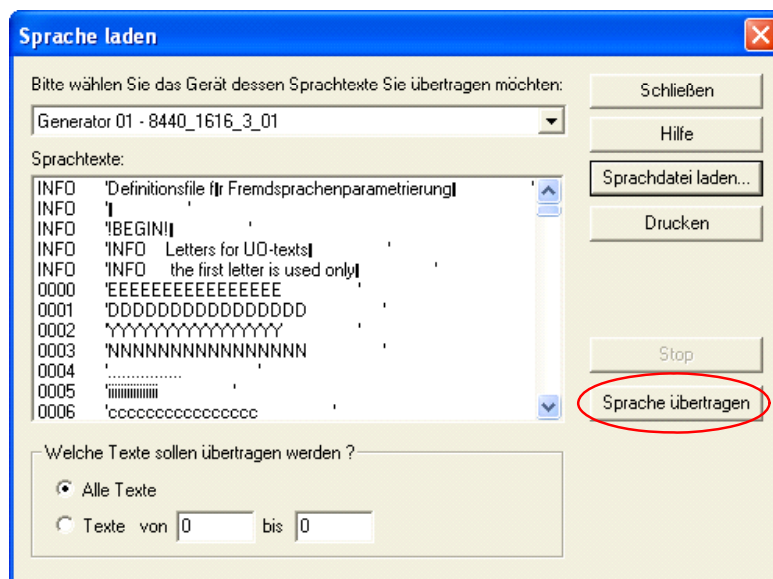 Sprache laden
Bitte wählen Sie das Gerät dessen Sprachtexte Sie übertragen möchten:
Generator 01 - 8440_1616_3_01
Sprachtexte:
INFO 'Definitionsfile f|r Fremdsprachenparametrierung| '
INFO '| '
INFO '!BEGIN!| '
INFO 'INFO Letters for UO-texts| '
INFO 'INFO the first letter is used only| '
0000 'EEEEEEEEEEEEEEEE '
0001 'DDDDDDDDDDDDDDDD '
0002 'YYYYYYYYYYYYYYYY '
0003 'NNNNNNNNNNNNNNNN '
0004 '................ '
0005 'iiiiiiiiiiiiiiii '
0006 'cccccccccccccccc '
Schließen
Hilfe
Sprachdatei laden...
Drucken
Stop
Sprache übertragen
Welche Texte sollen übertragen werden ?
Alle Texte
Texte von 0 bis 0